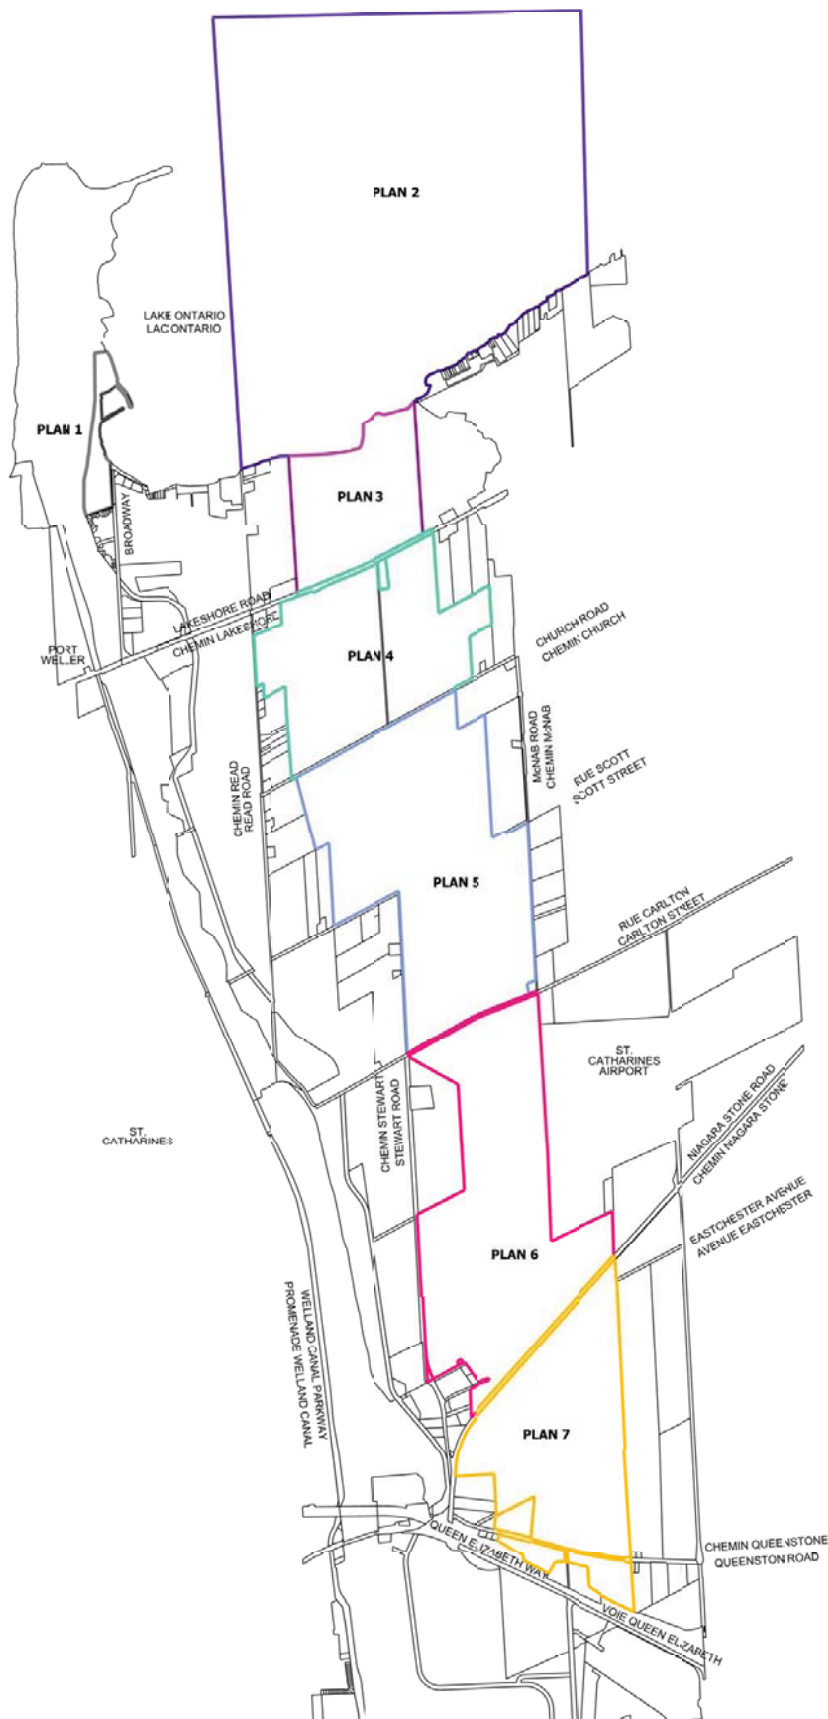 PLAN 2
LAKE ONTARIO
LAC ONTARIO
PLAN 1
PLAN 3
BROADWAY
LAKESHORE ROAD
CHEMIN LAKESHORE
CHURCH ROAD
CHEMIN CHURCH
PORT
WELLER
PLAN 4
McNAB ROAD
CHEMIN McNAB
RUE SCOTT
SCOTT STREET
CHEMIN READ
READ ROAD
PLAN 5
RUE CARLTON
CARLTON STREET
ST.
CATHARINES
AIRPORT
CHEMIN STEWART
STEWART ROAD
NIAGARA STONE ROAD
CHEMIN NIAGARA STONE
ST.
CATHARINES
EASTCHESTER AVENUE
AVENUE EASTCHESTER
PLAN 6
WELLAND CANAL PARKWAY
PROMENADE WELLAND CANAL
PLAN 7
QUEEN ELIZABETH WAY
CHEMIN QUEENSTONE
QUEENSTON ROAD
VOIE QUEEN ELIZABETH